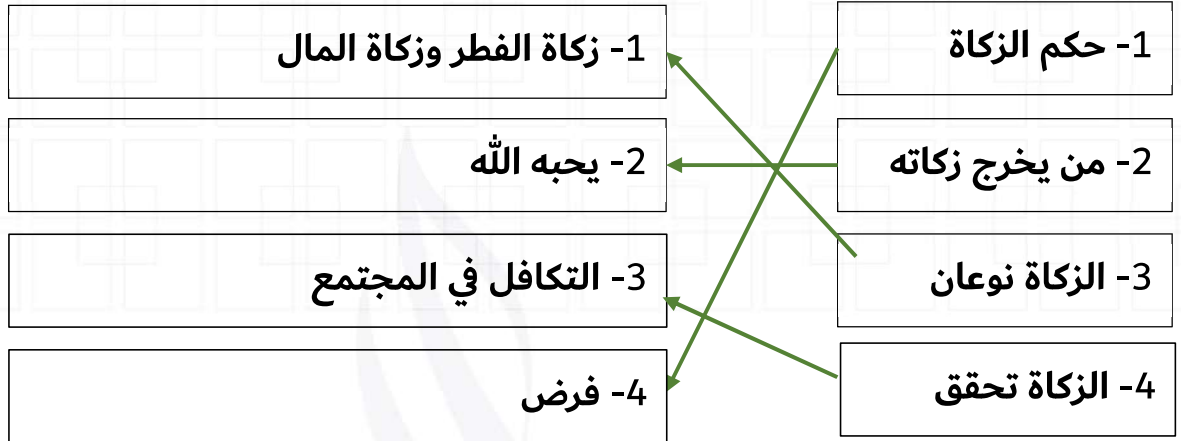 1- حكم الزكاة
1- زكاة الفطر وزكاة المال
2- من يخرج زكاته
2- يحبه الله
3- الزكاة نوعان
3- التكافل في المجتمع
4- الزكاة تحقق
4- فرض